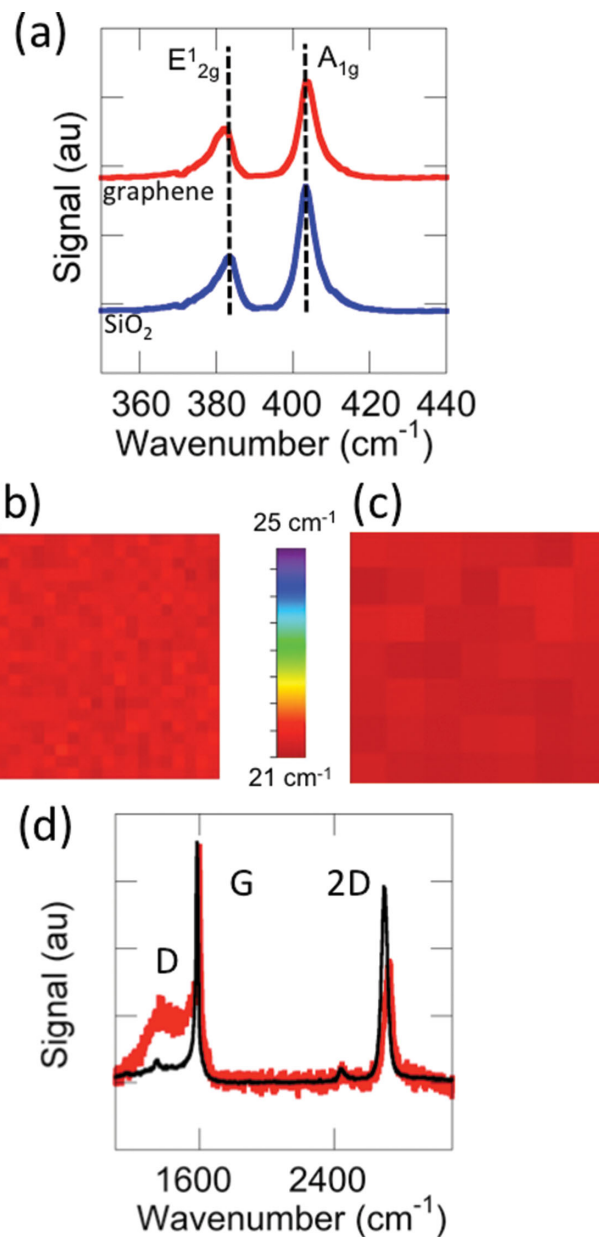 (a)
E¹₂g
A₁g
Signal (au)
graphene
SiO₂
360 380 400 420 440
Wavenumber (cm⁻¹)
b)
25 cm⁻¹
(c)
21 cm⁻¹
(d)
G
2D
D
Signal (au)
1600
2400
Wavenumber (cm⁻¹)